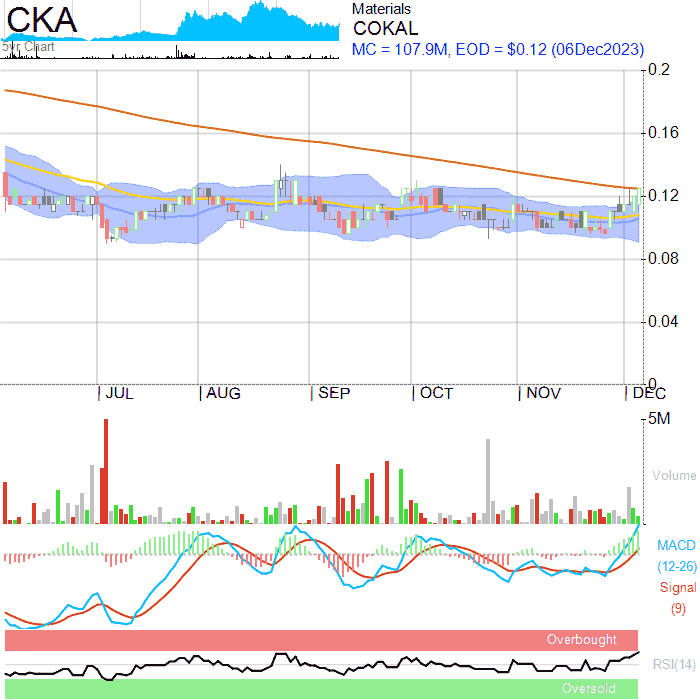 CKA
5yr Chart
Materials
COKAL
MC = 107.9M, EOD = $0.12 (06Dec2023)
0.2
0.16
0.12
0.08
0.04
0
JUL AUG SEP OCT NOV DEC
5M
Volume
MACD
(12-26)
Signal
(9)
Overbought
RSI(14)
Oversold